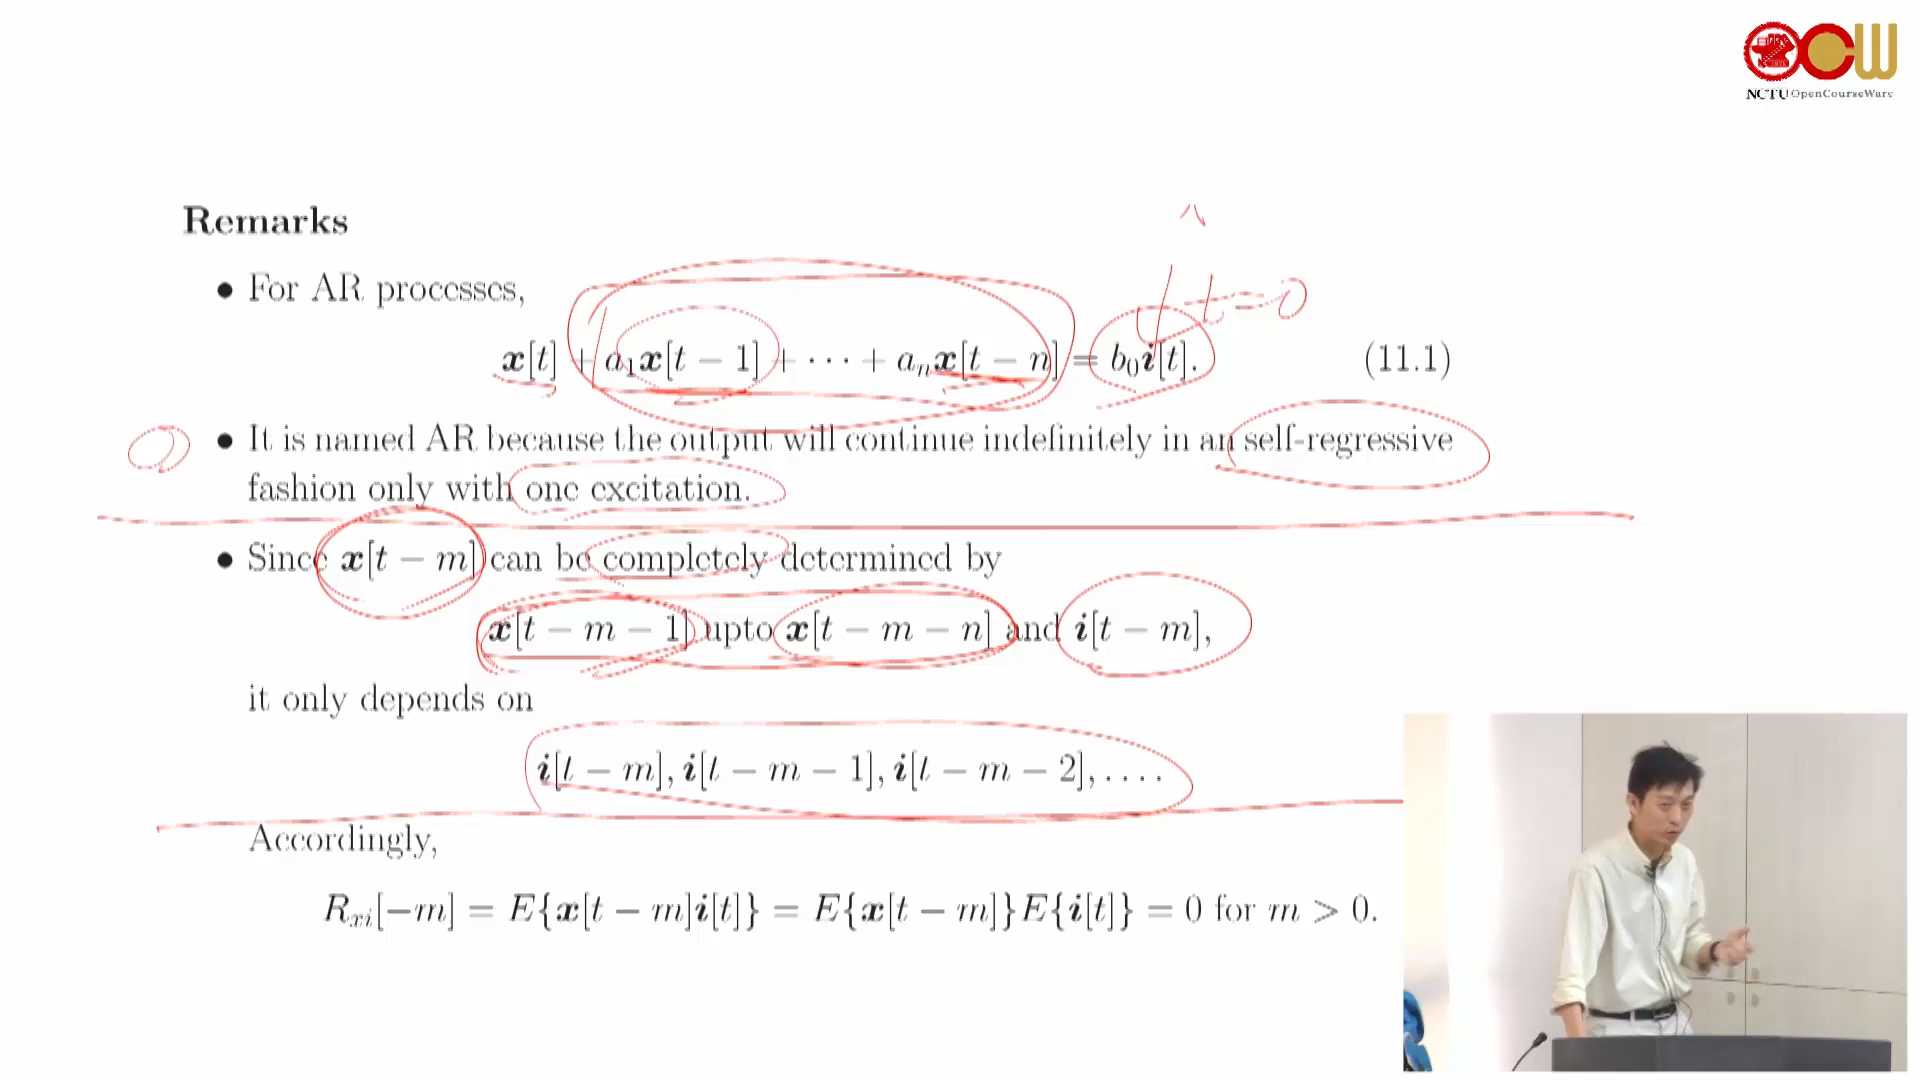 NCTU OpenCourseWare
Remarks
• For AR processes,
t=0
x[t] + a₁x[t − 1] + ··· + aₙx[t − n] = b₀i[t]. (11.1)
• It is named AR because the output will continue indefinitely in an self-regressive
fashion only with one excitation.
• Since x[t − m] can be completely determined by
x[t − m − 1] upto x[t − m − n] and i[t − m],
it only depends on
i[t − m], i[t − m − 1], i[t − m − 2], . . . .
Accordingly,
Rₓᵢ[−m] = E{x[t − m]i[t]} = E{x[t − m]}E{i[t]} = 0 for m > 0.